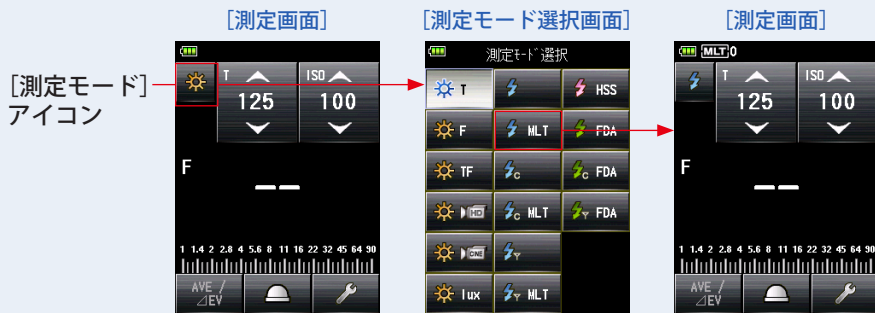 [測定画面]
[測定モード選択画面]
[測定画面]
[測定モード]
アイコン
T
ISO
125
100
F
1 1.4 2 2.8 4 5.6 8 11 16 22 32 45 64 90
AVE /
⊿EV
測定ﾓｰﾄﾞ選択
T
HSS
F
MLT
FDA
TF
C
C FDA
HD
C MLT
FDA
CINE
lux
MLT
MLT 0
T
ISO
125
100
F
1 1.4 2 2.8 4 5.6 8 11 16 22 32 45 64 90
AVE /
⊿EV